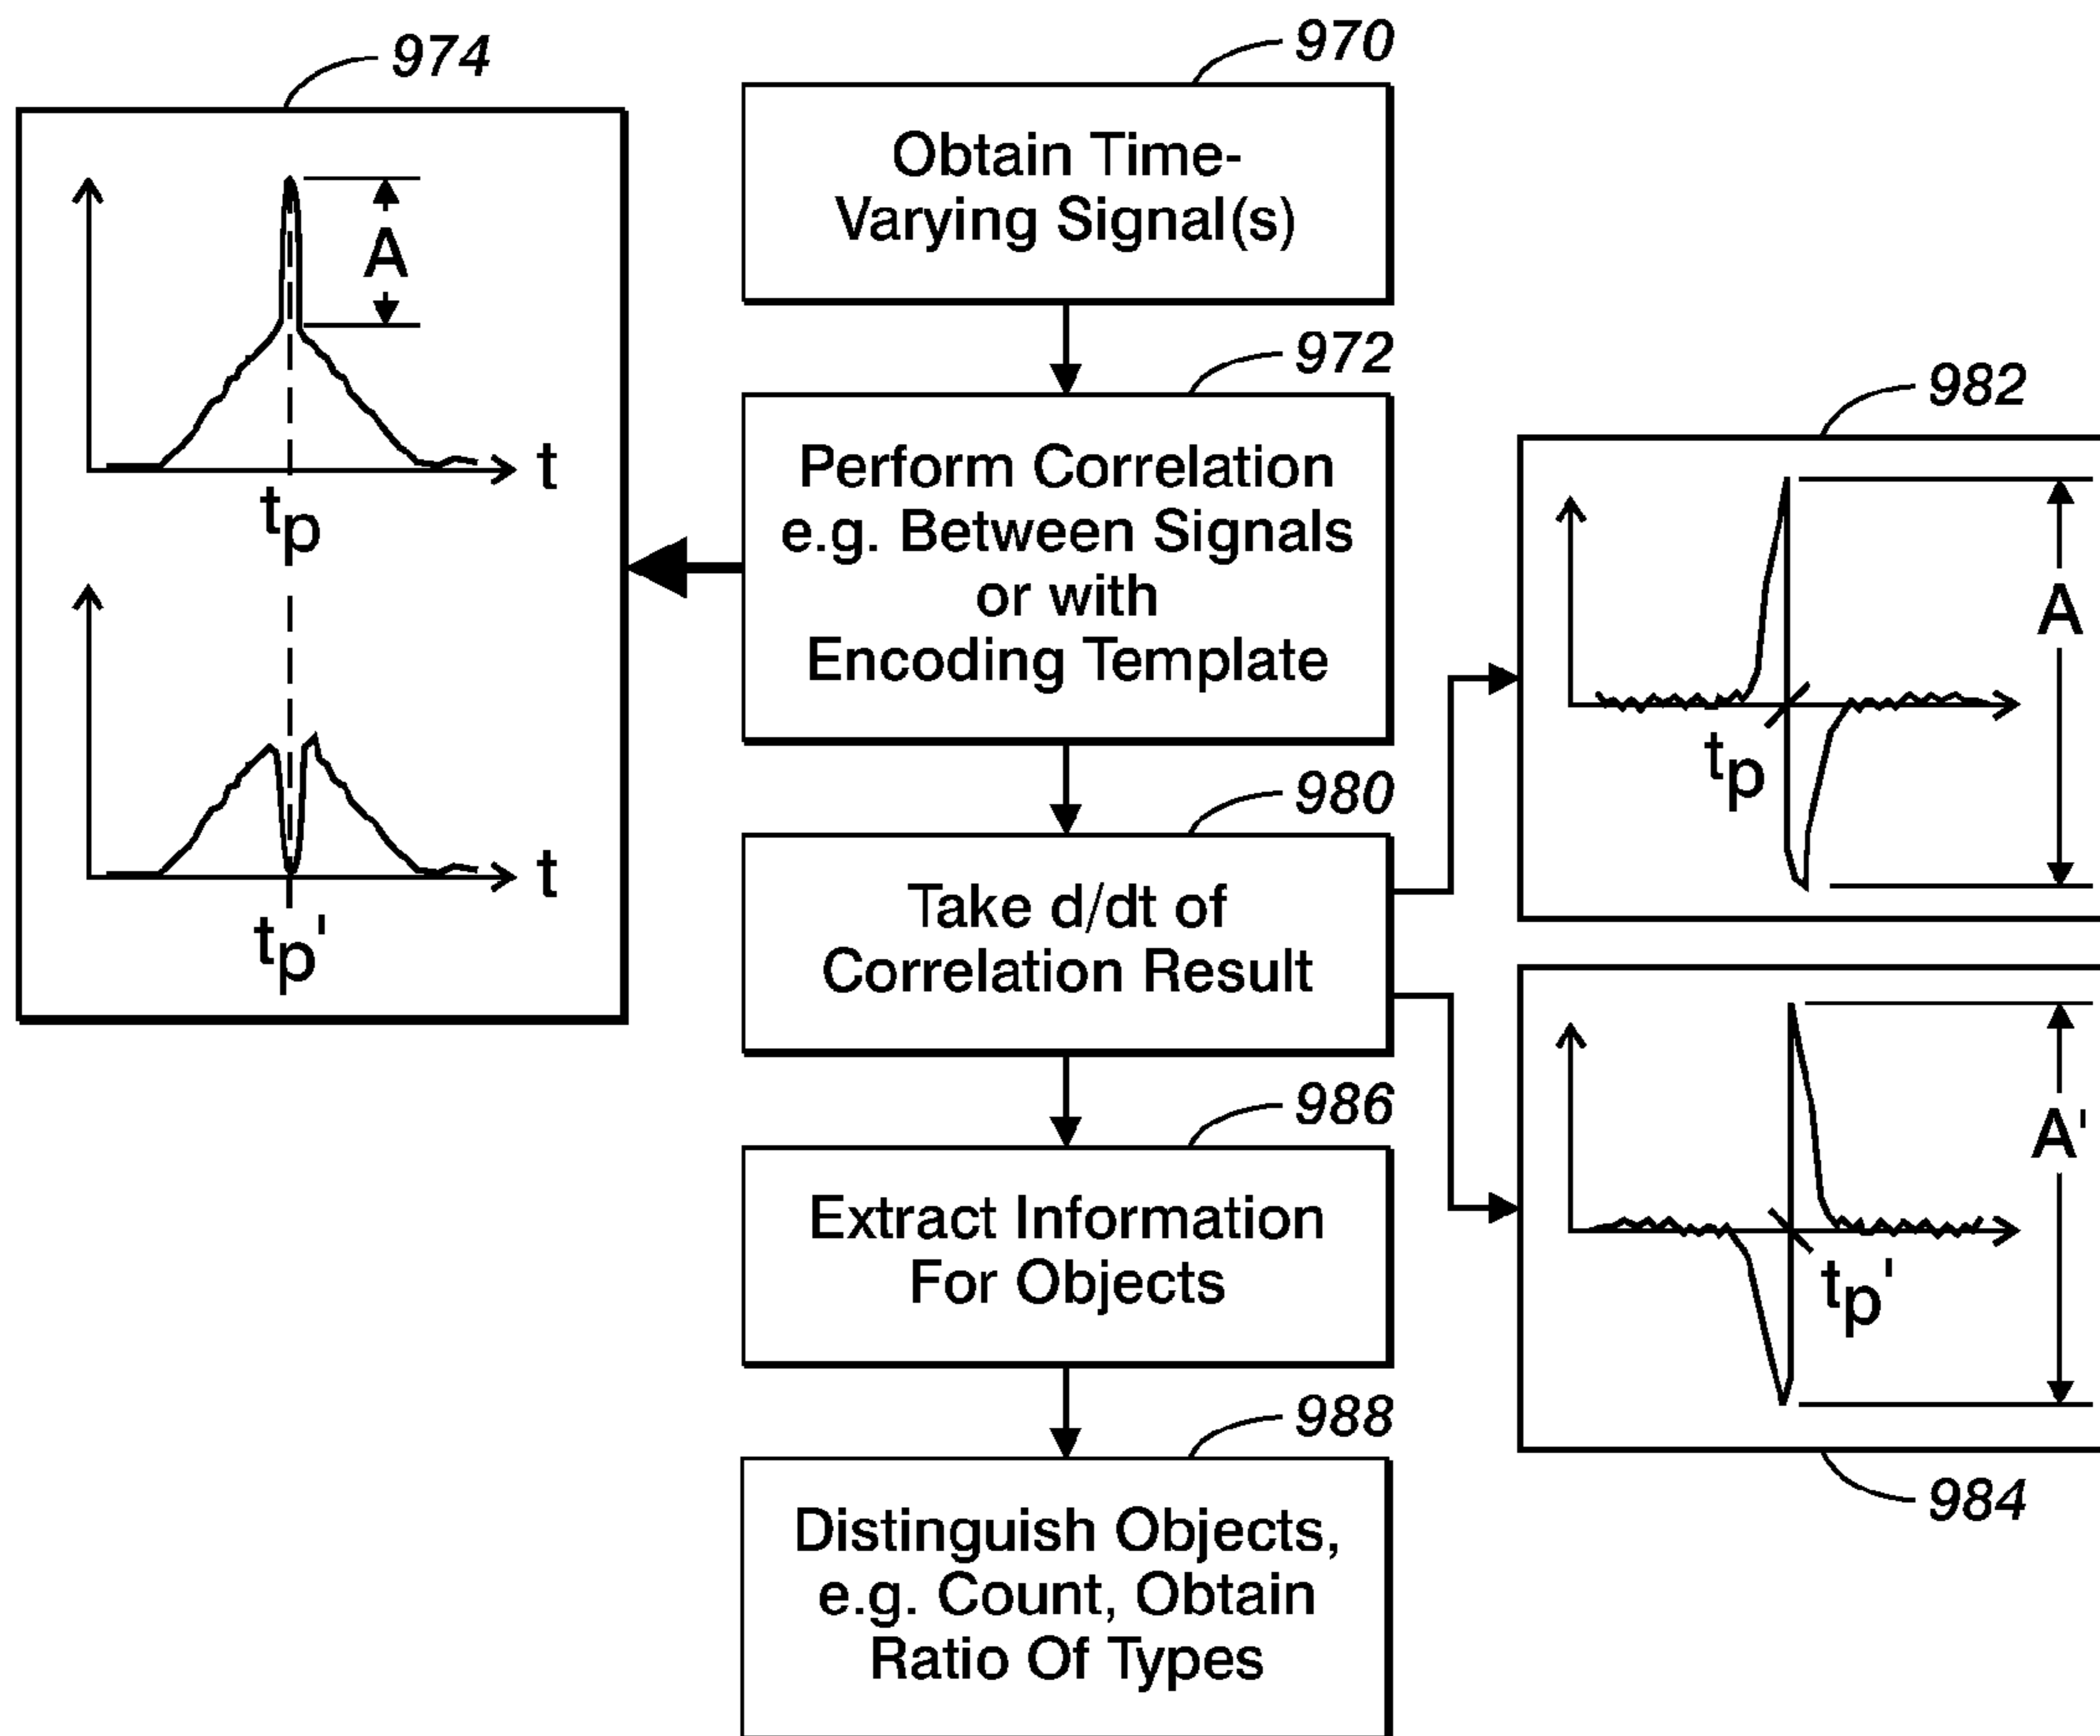 974
A
t
tp
t
tp'
970
Obtain Time-
Varying Signal(s)
972
Perform Correlation
e.g. Between Signals
or with
Encoding Template
980
Take d/dt of
Correlation Result
986
Extract Information
For Objects
988
Distinguish Objects,
e.g. Count, Obtain
Ratio Of Types
982
A
tp
A'
tp'
984